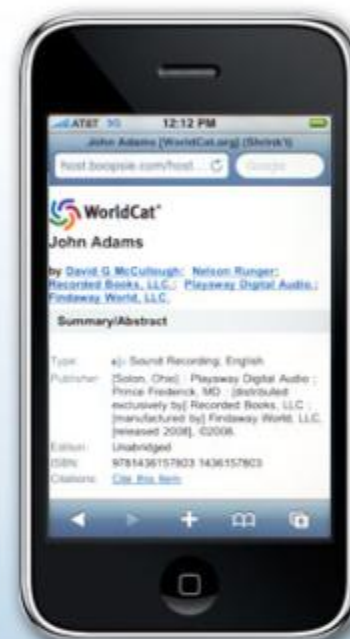 AT&T 3G 12:12 PM
John Adams [WorldCat.org] (Shrink't)
host.boopsie.com/host... Google
WorldCat®
John Adams
by David G McCullough; Nelson Runger;
Recorded Books, LLC.; Playaway Digital Audio.;
Findaway World, LLC.
Summary/Abstract
Type: Sound Recording; English
Publisher: [Solon, Ohio] : Playaway Digital Audio ;
Prince Frederick, MD : [distributed
exclusively by] Recorded Books, LLC ;
[manufactured by] Findaway World, LLC,
[released 2008], ©2008.
Edition: Unabridged
ISBN: 9781436157803 1436157803
Citations: Cite this Item